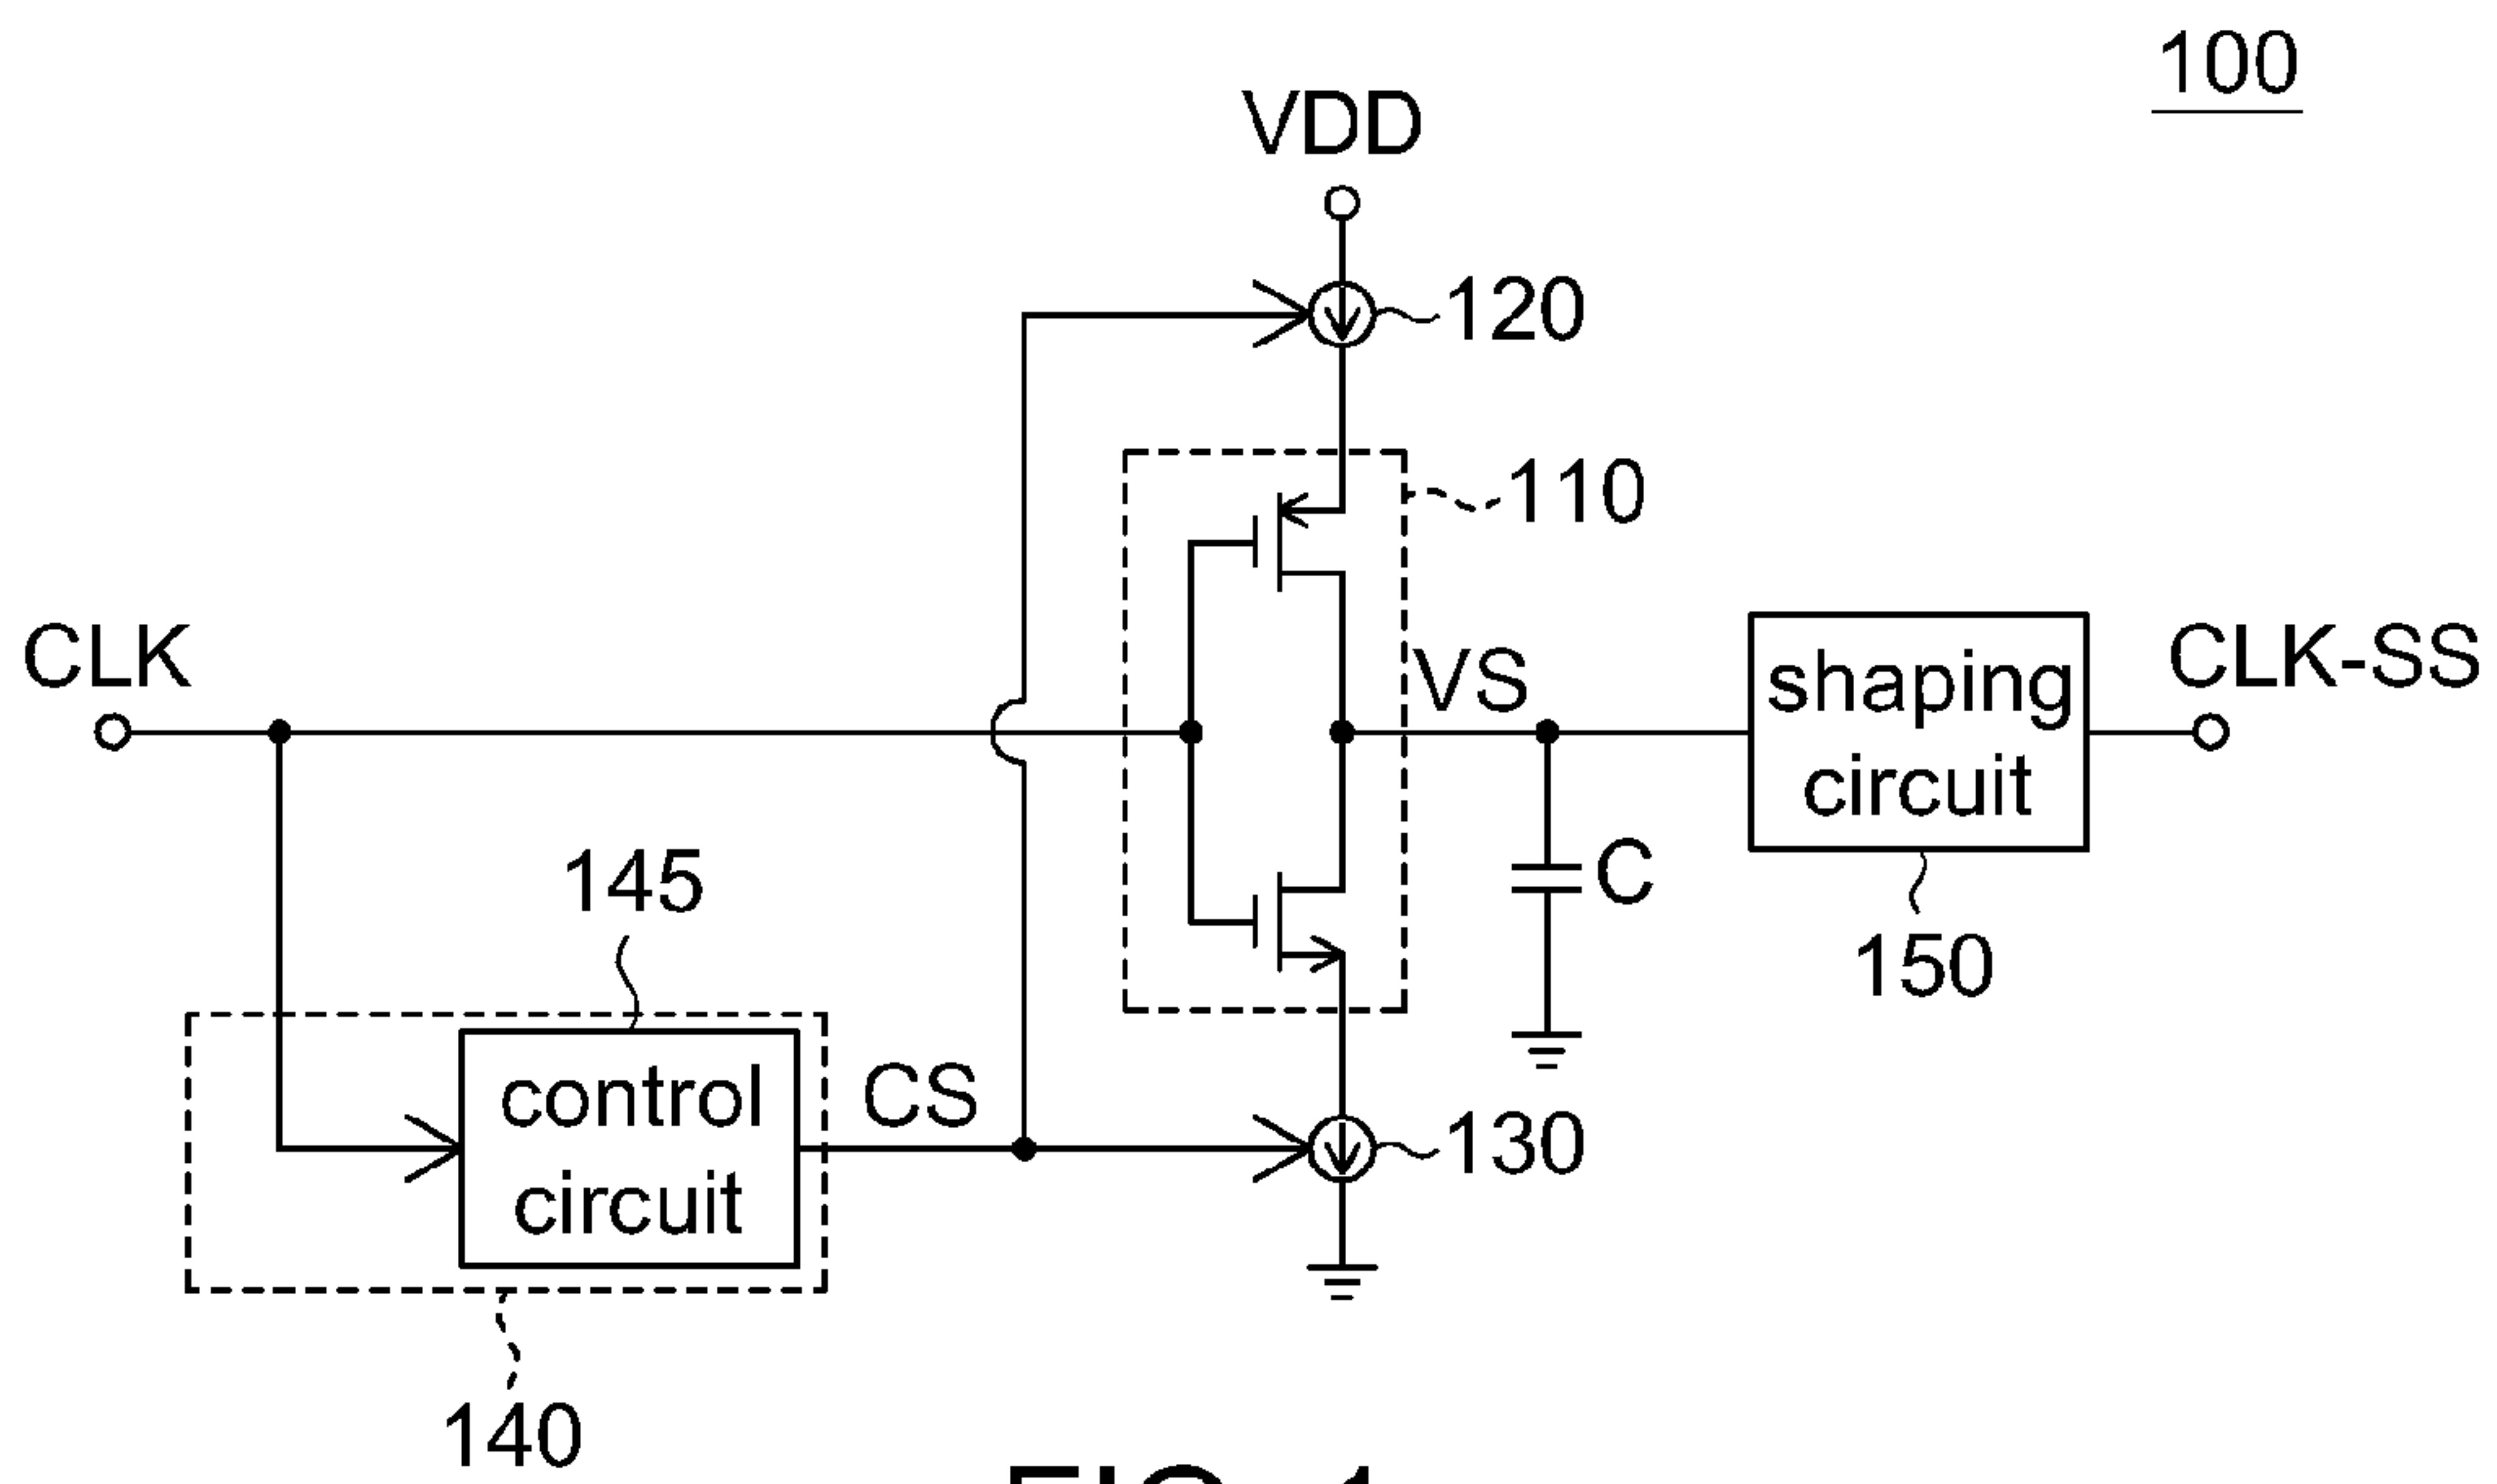 100
VDD
120
110
CLK
VS
shaping
circuit
CLK-SS
145
C
150
control
circuit
CS
130
140